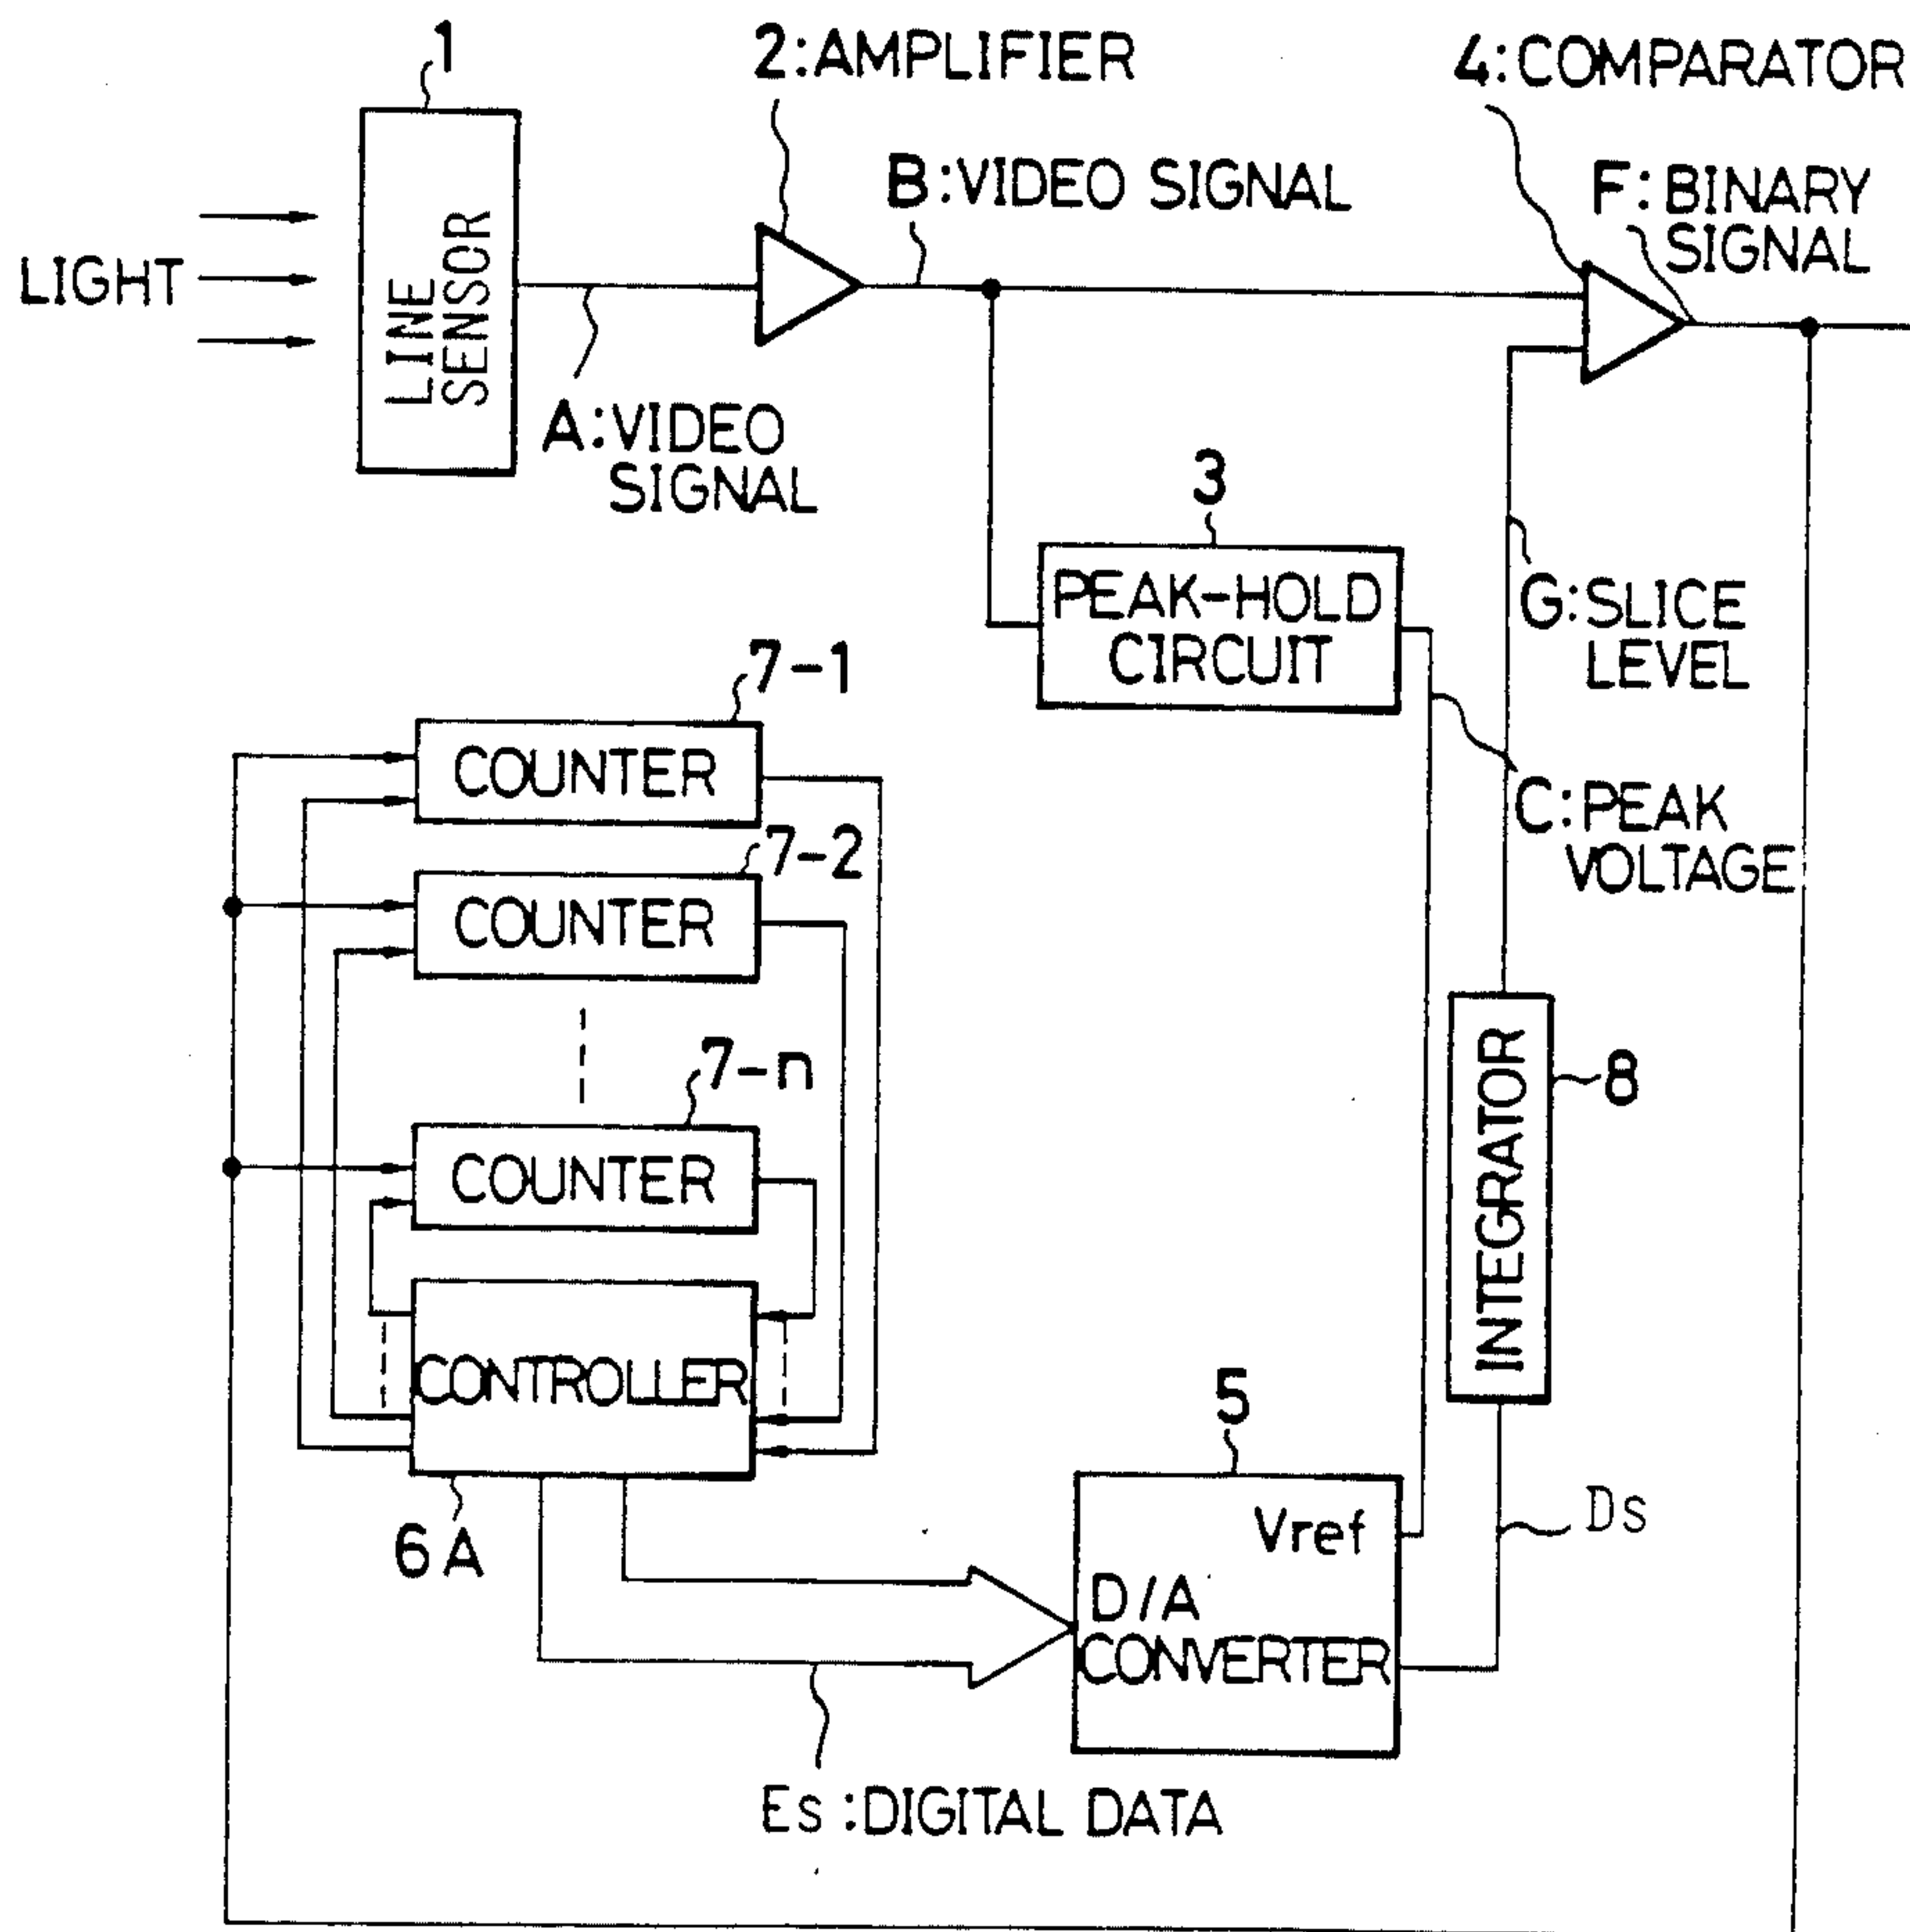 1
2:AMPLIFIER
4:COMPARATOR
B:VIDEO SIGNAL
F:BINARY
SIGNAL
LIGHT
LINE
SENSOR
A:VIDEO
SIGNAL
3
PEAK-HOLD
CIRCUIT
G:SLICE
LEVEL
7-1
COUNTER
C:PEAK
VOLTAGE
7-2
COUNTER
7-n
COUNTER
INTEGRATOR
8
CONTROLLER
6A
5
Vref
D/A
CONVERTER
Ds
Es:DIGITAL DATA